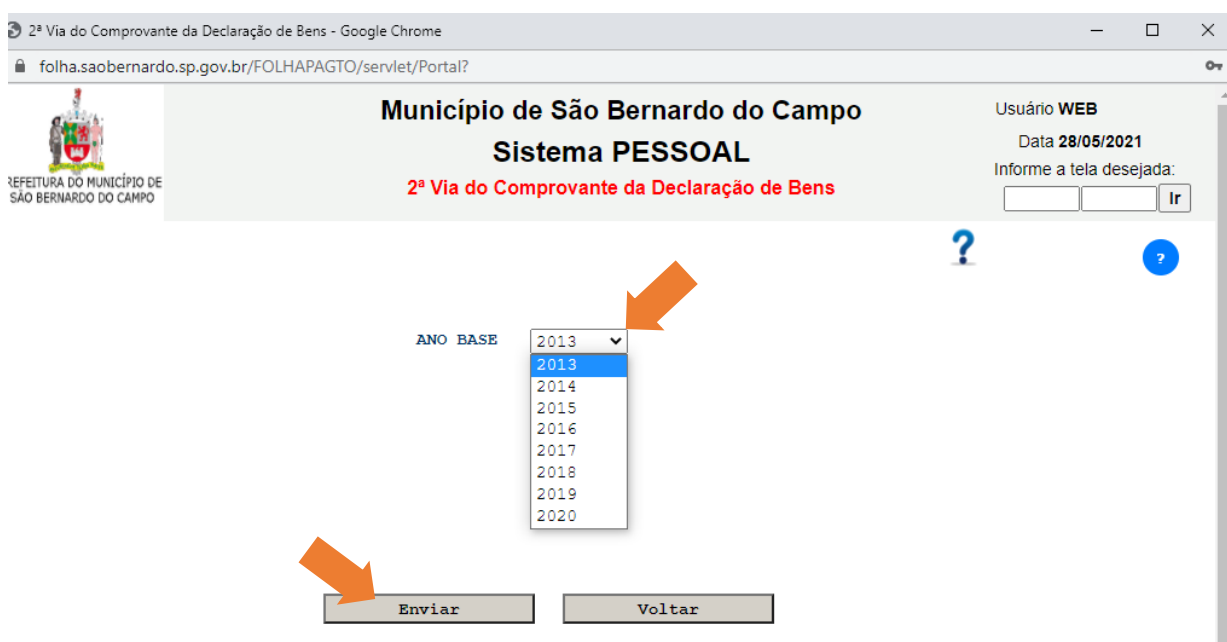 2ª Via do Comprovante da Declaração de Bens - Google Chrome
folha.saobernardo.sp.gov.br/FOLHAPAGTO/servlet/Portal?
REFEITURA DO MUNICÍPIO DE
SÃO BERNARDO DO CAMPO
Município de São Bernardo do Campo
Sistema PESSOAL
2ª Via do Comprovante da Declaração de Bens
Usuário WEB
Data 28/05/2021
Informe a tela desejada:
Ir
?
?
ANO BASE 2013
2013
2014
2015
2016
2017
2018
2019
2020
Enviar Voltar